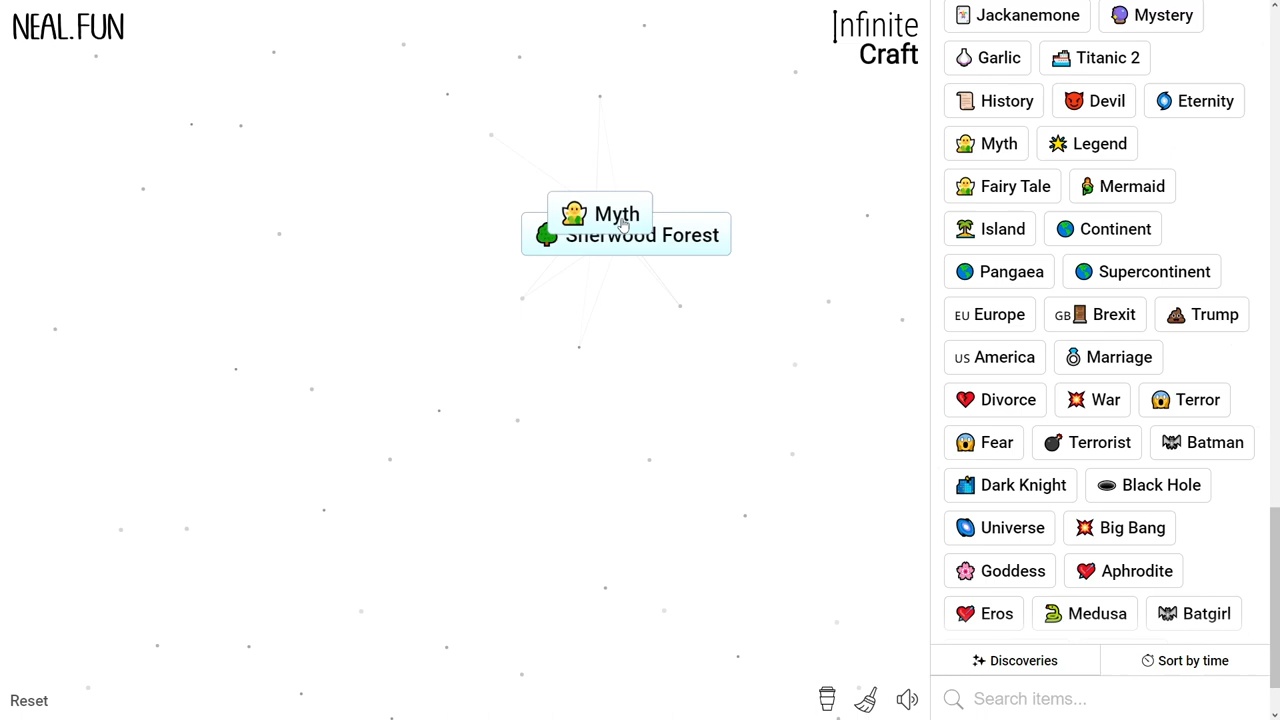 NEAL.FUN
Infinite
Craft
Myth
Sherwood Forest
Jackanemone Mystery
Garlic Titanic 2
History Devil Eternity
Myth Legend
Fairy Tale Mermaid
Island Continent
Pangaea Supercontinent
EU Europe GB Brexit Trump
US America Marriage
Divorce War Terror
Fear Terrorist Batman
Dark Knight Black Hole
Universe Big Bang
Goddess Aphrodite
Eros Medusa Batgirl
Discoveries Sort by time
Reset Search items...